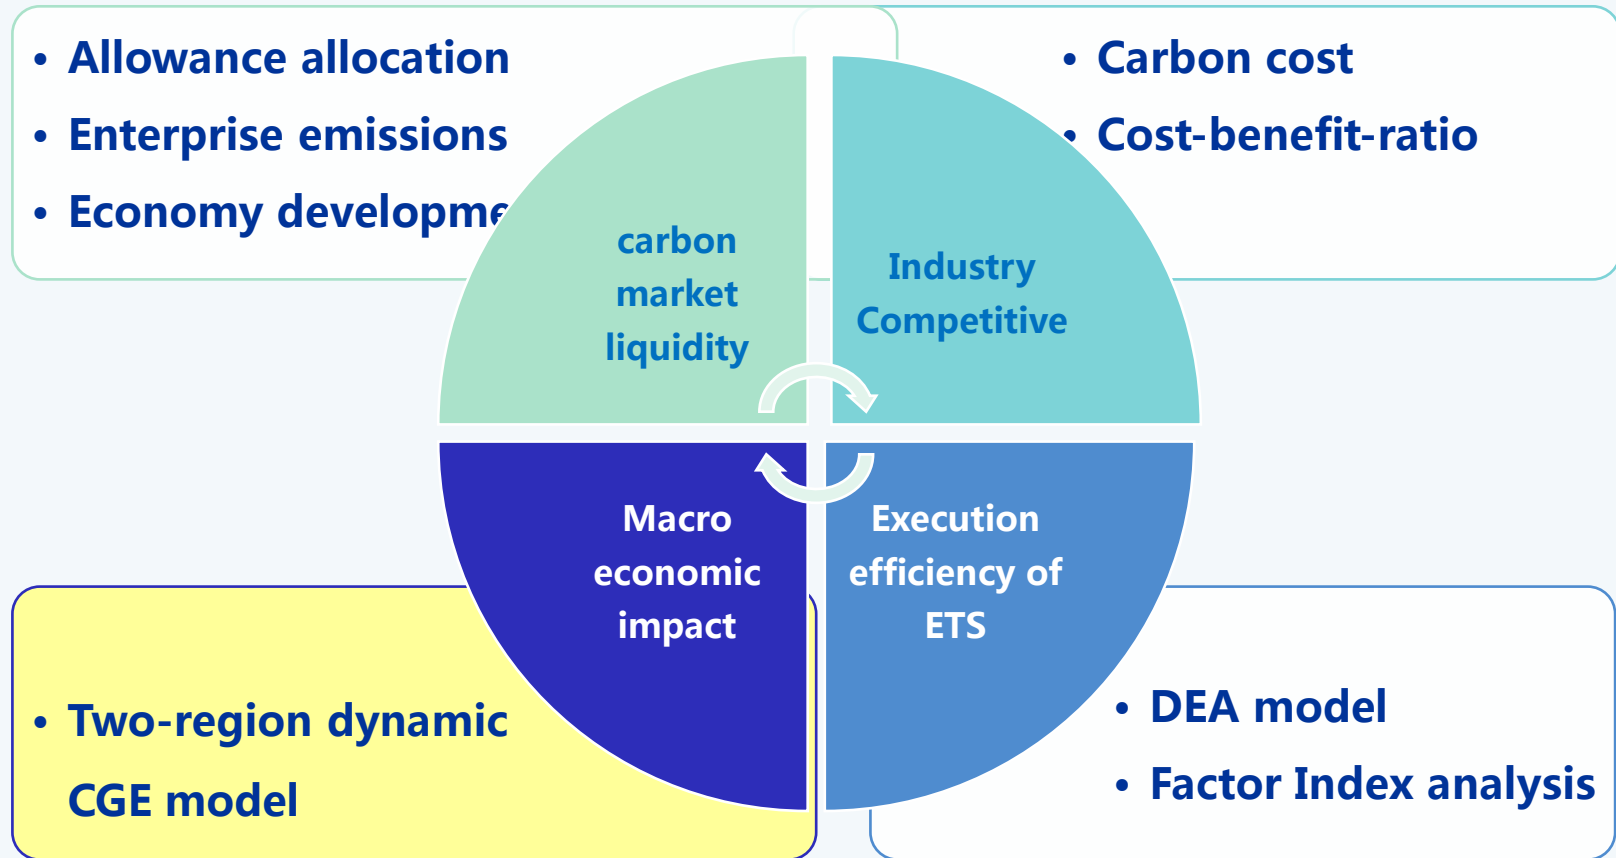 • Allowance allocation
• Enterprise emissions
• Economy developme
• Carbon cost
• Cost-benefit-ratio
carbon
market
liquidity
Industry
Competitive
Macro
economic
impact
Execution
efficiency of
ETS
• Two-region dynamic
CGE model
• DEA model
• Factor Index analysis